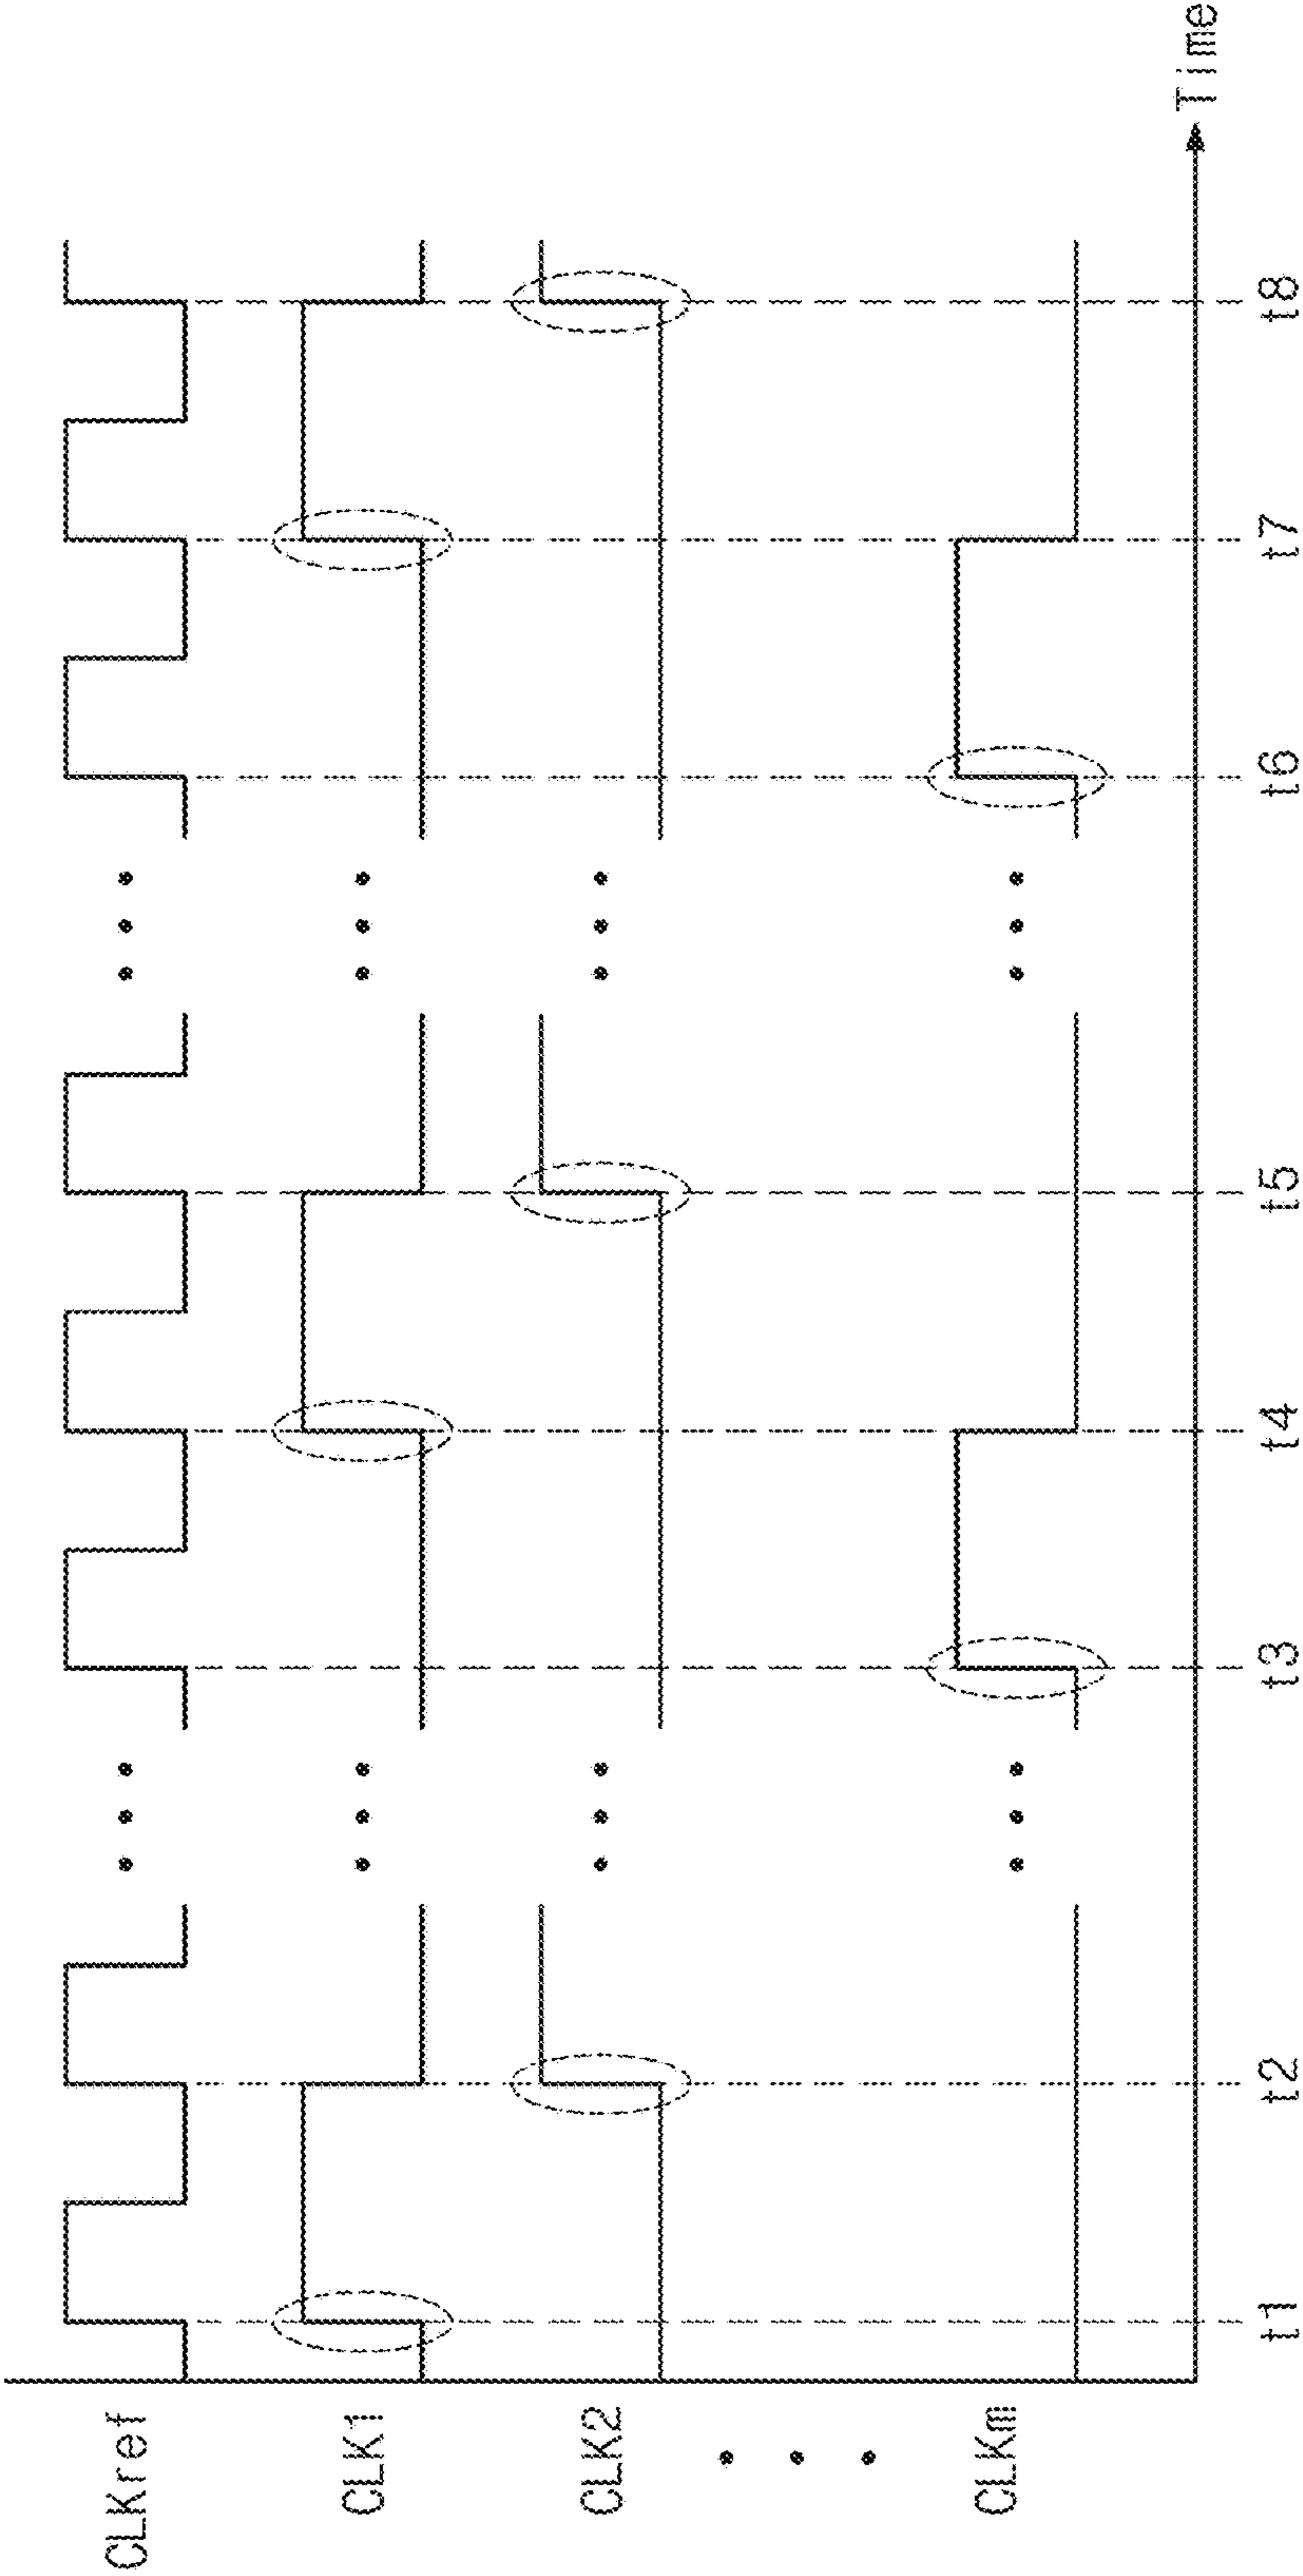 CLKref
CLK1
CLK2
CLKm
t1 t2 t3 t4 t5 t6 t7 t8
Time